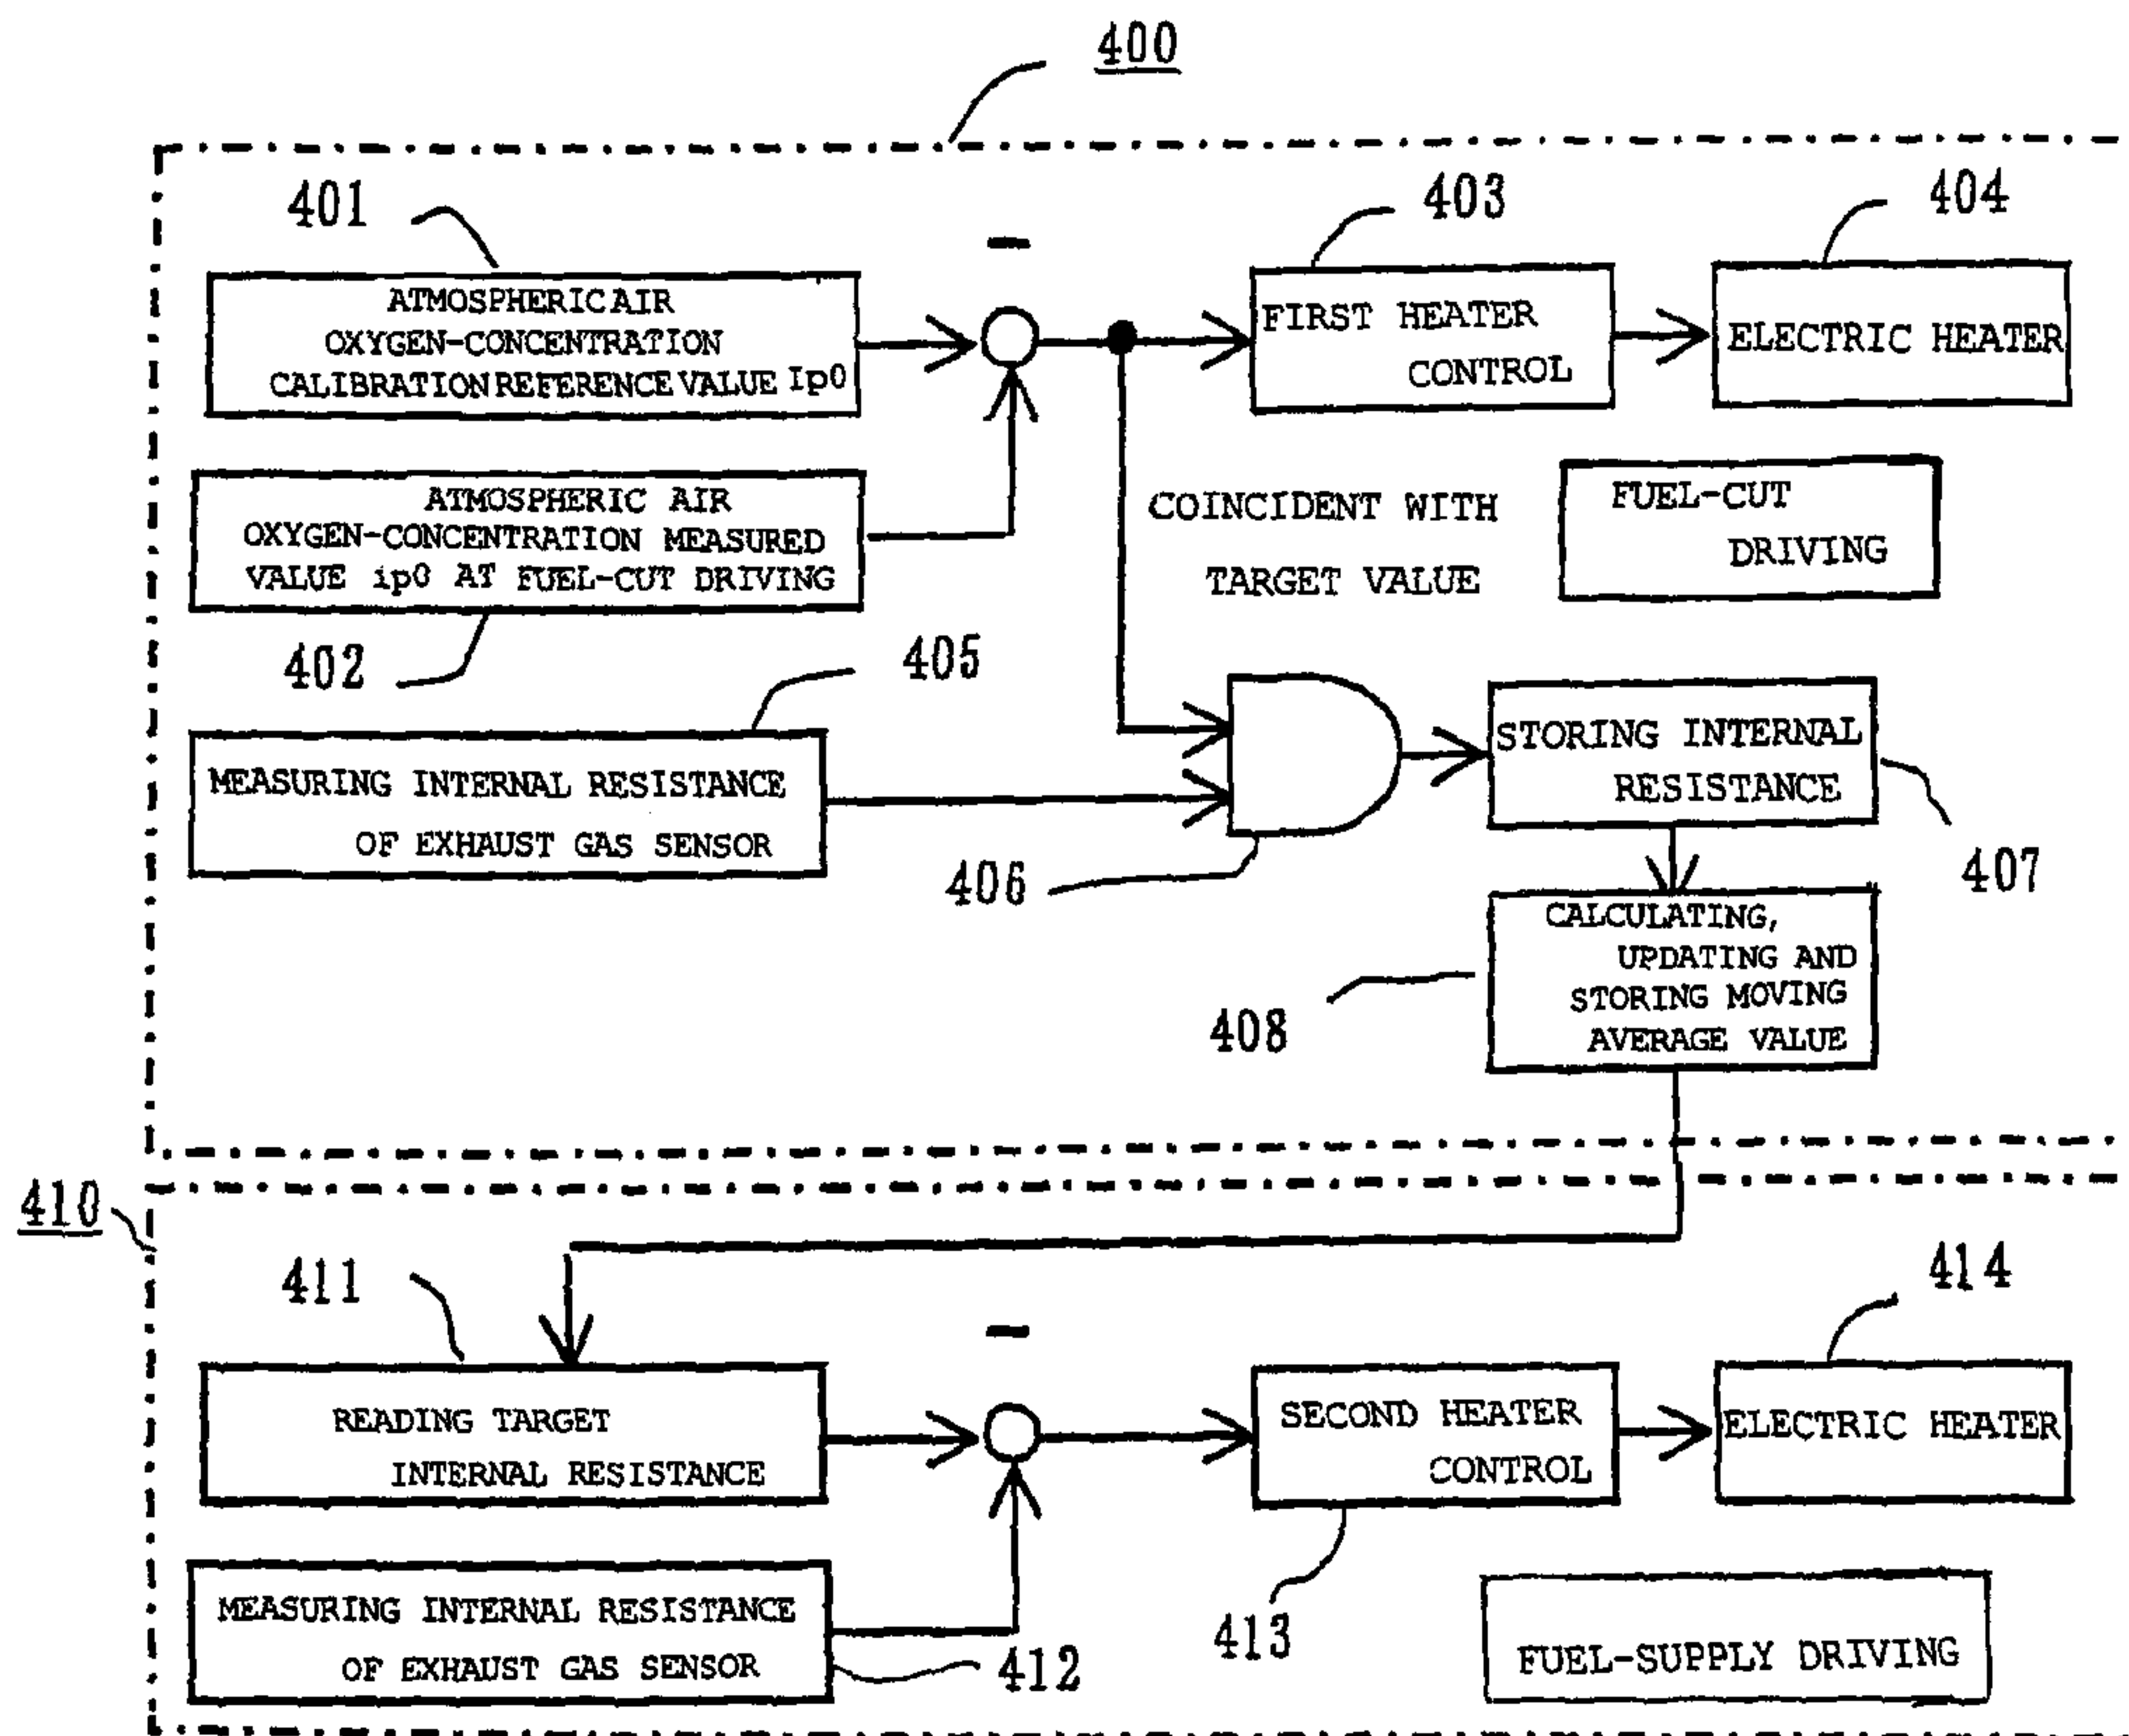 400
401
403
404
ATMOSPHERIC AIR
OXYGEN-CONCENTRATION
CALIBRATION REFERENCE VALUE Ip0
−
FIRST HEATER
CONTROL
ELECTRIC HEATER
ATMOSPHERIC AIR
OXYGEN-CONCENTRATION MEASURED
VALUE ip0 AT FUEL-CUT DRIVING
COINCIDENT WITH
TARGET VALUE
FUEL-CUT
DRIVING
402
405
MEASURING INTERNAL RESISTANCE
OF EXHAUST GAS SENSOR
406
STORING INTERNAL
RESISTANCE
407
CALCULATING,
UPDATING AND
STORING MOVING
AVERAGE VALUE
408
410
411
414
READING TARGET
INTERNAL RESISTANCE
−
SECOND HEATER
CONTROL
ELECTRIC HEATER
MEASURING INTERNAL RESISTANCE
OF EXHAUST GAS SENSOR
412
413
FUEL-SUPPLY DRIVING